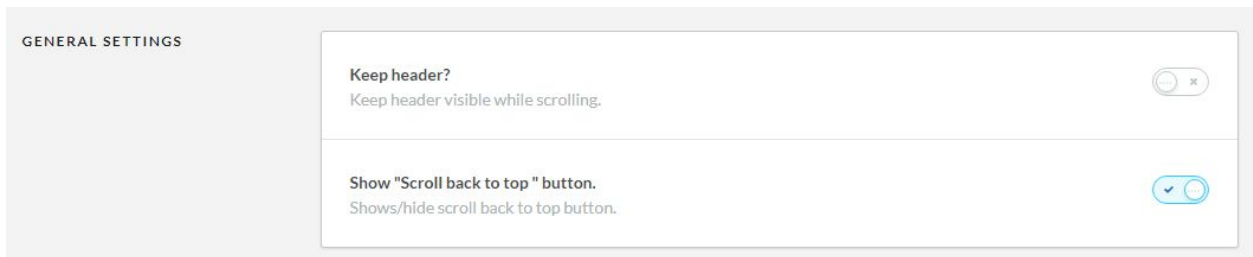 GENERAL SETTINGS
Keep header?
Keep header visible while scrolling.
Show "Scroll back to top " button.
Shows/hide scroll back to top button.